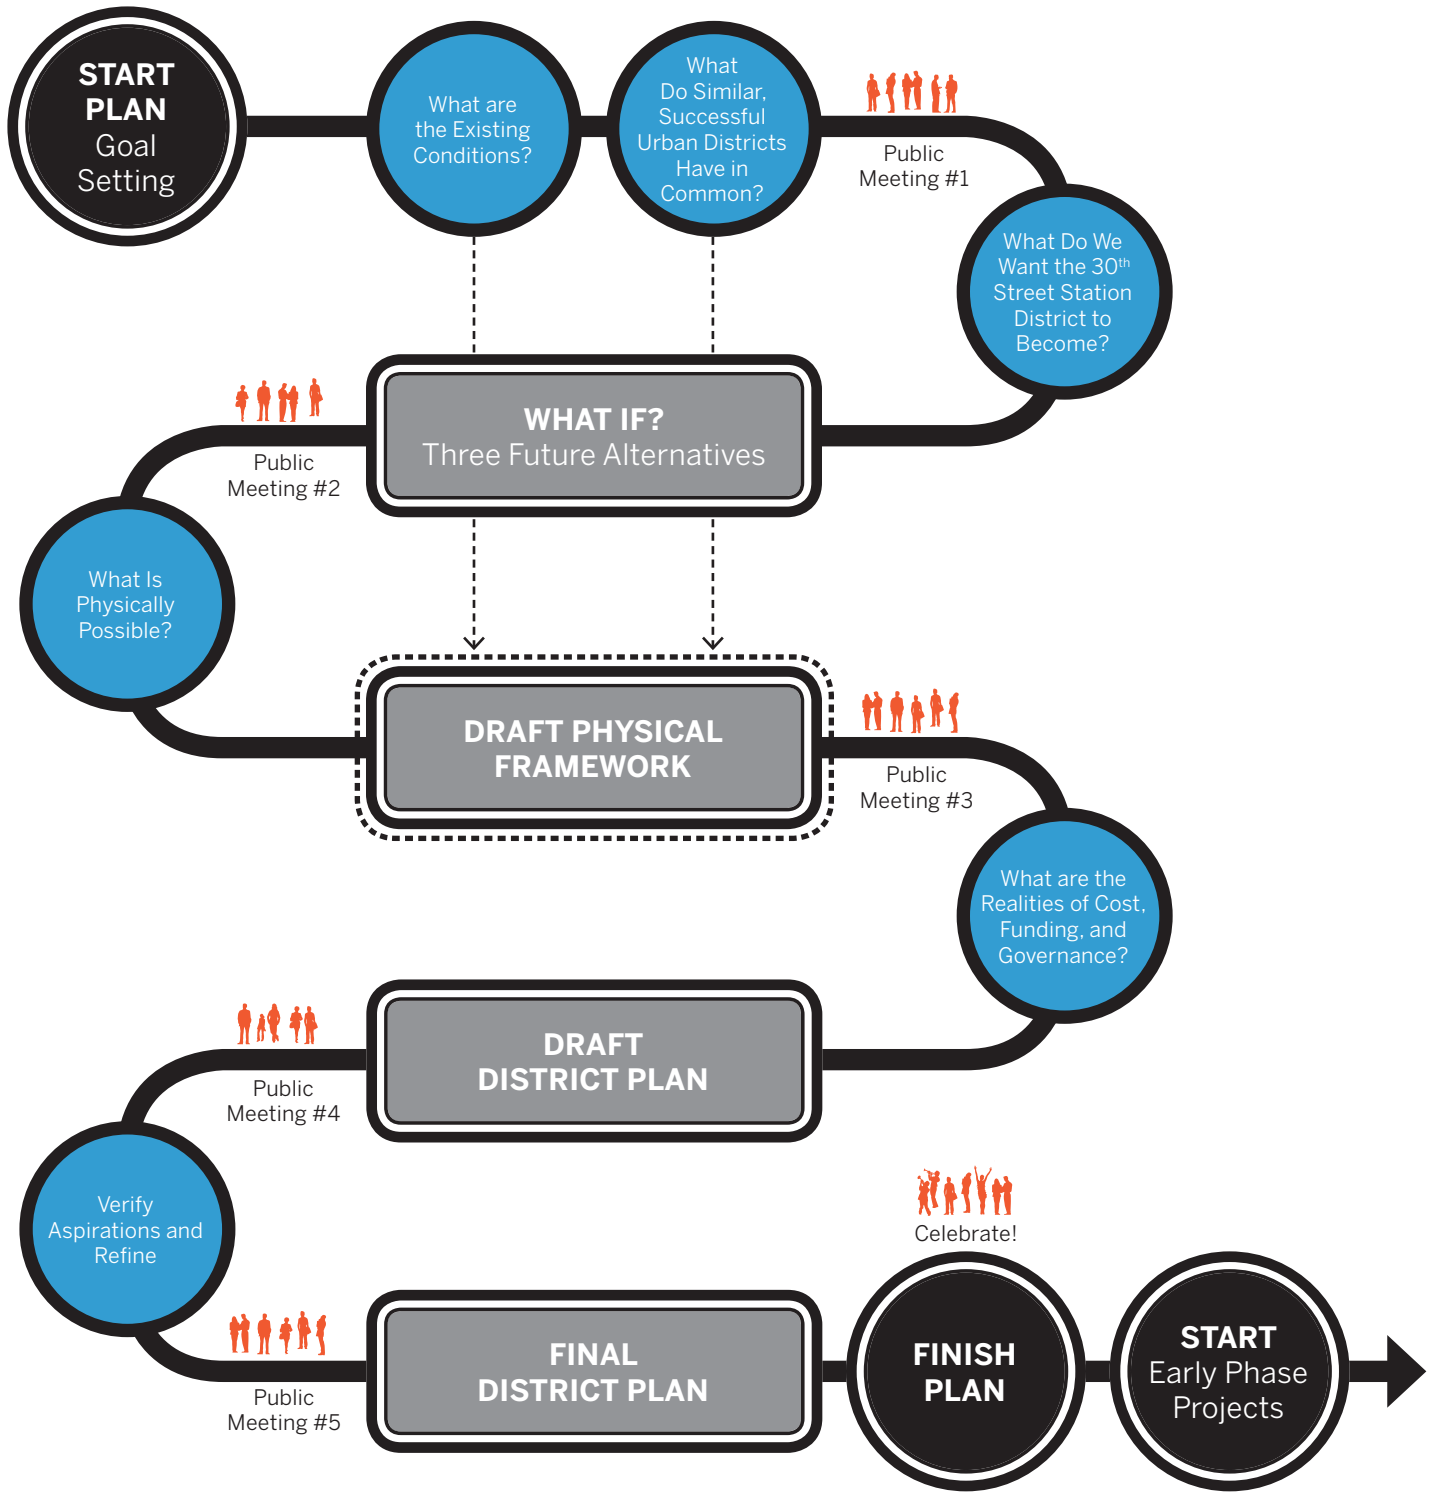 START
PLAN
Goal
Setting
What are
the Existing
Conditions?
What
Do Similar,
Successful
Urban Districts
Have in
Common?
Public
Meeting #1
What Do We
Want the 30th
Street Station
District to
Become?
WHAT IF?
Three Future Alternatives
Public
Meeting #2
What Is
Physically
Possible?
DRAFT PHYSICAL
FRAMEWORK
Public
Meeting #3
What are the
Realities of Cost,
Funding, and
Governance?
DRAFT
DISTRICT PLAN
Public
Meeting #4
Verify
Aspirations and
Refine
Public
Meeting #5
FINAL
DISTRICT PLAN
Celebrate!
FINISH
PLAN
START
Early Phase
Projects